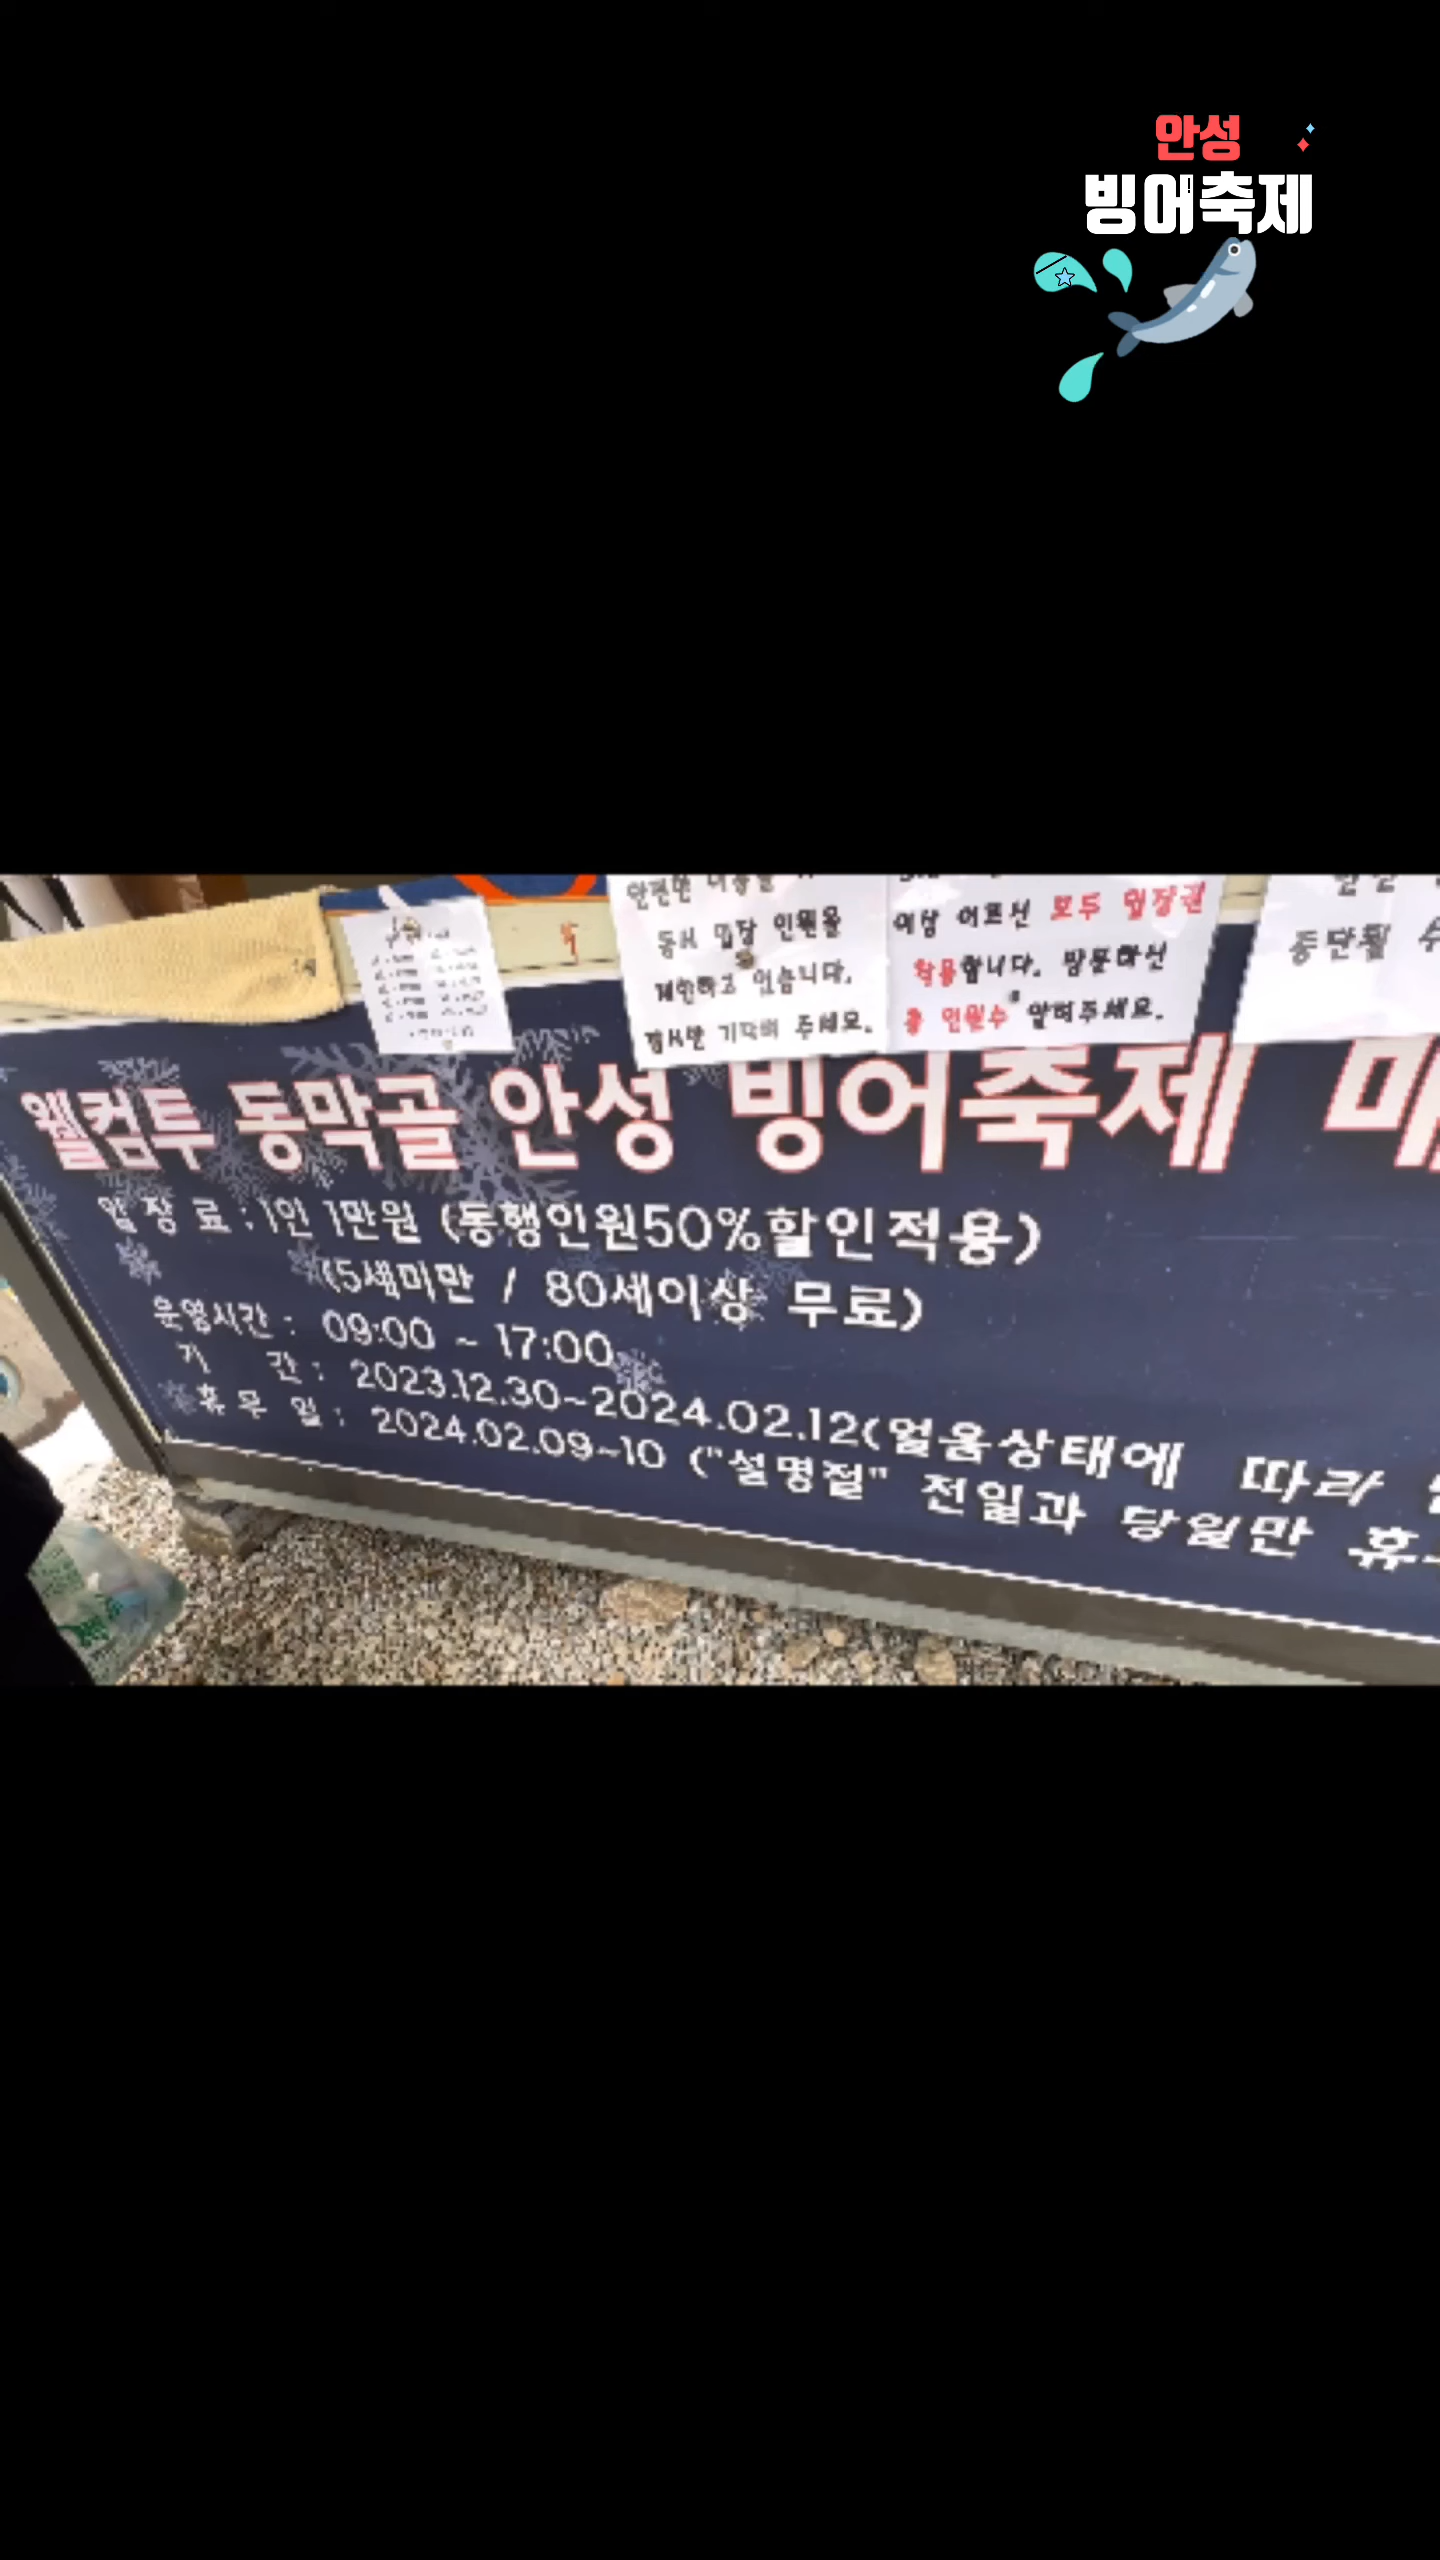 안성
빙어축제
동시 입장 인원을
제한하고 있습니다.
잠시만 기다려 주세요.
이상 어르신 모두 입장권
착용합니다. 방문하신
총 인원수 알려주세요.
중단될
웰컴투 동막골 안성 빙어축제
입 장 료 : 1인 1만원 (동행인원50%할인적용)
(5세미만 / 80세이상 무료)
운영시간 : 09:00 ~ 17:00
기 간 : 2023.12.30~2024.02.12(얼음상태에 따라
휴 무 일 : 2024.02.09~10 ("설명절" 전일과 당일만